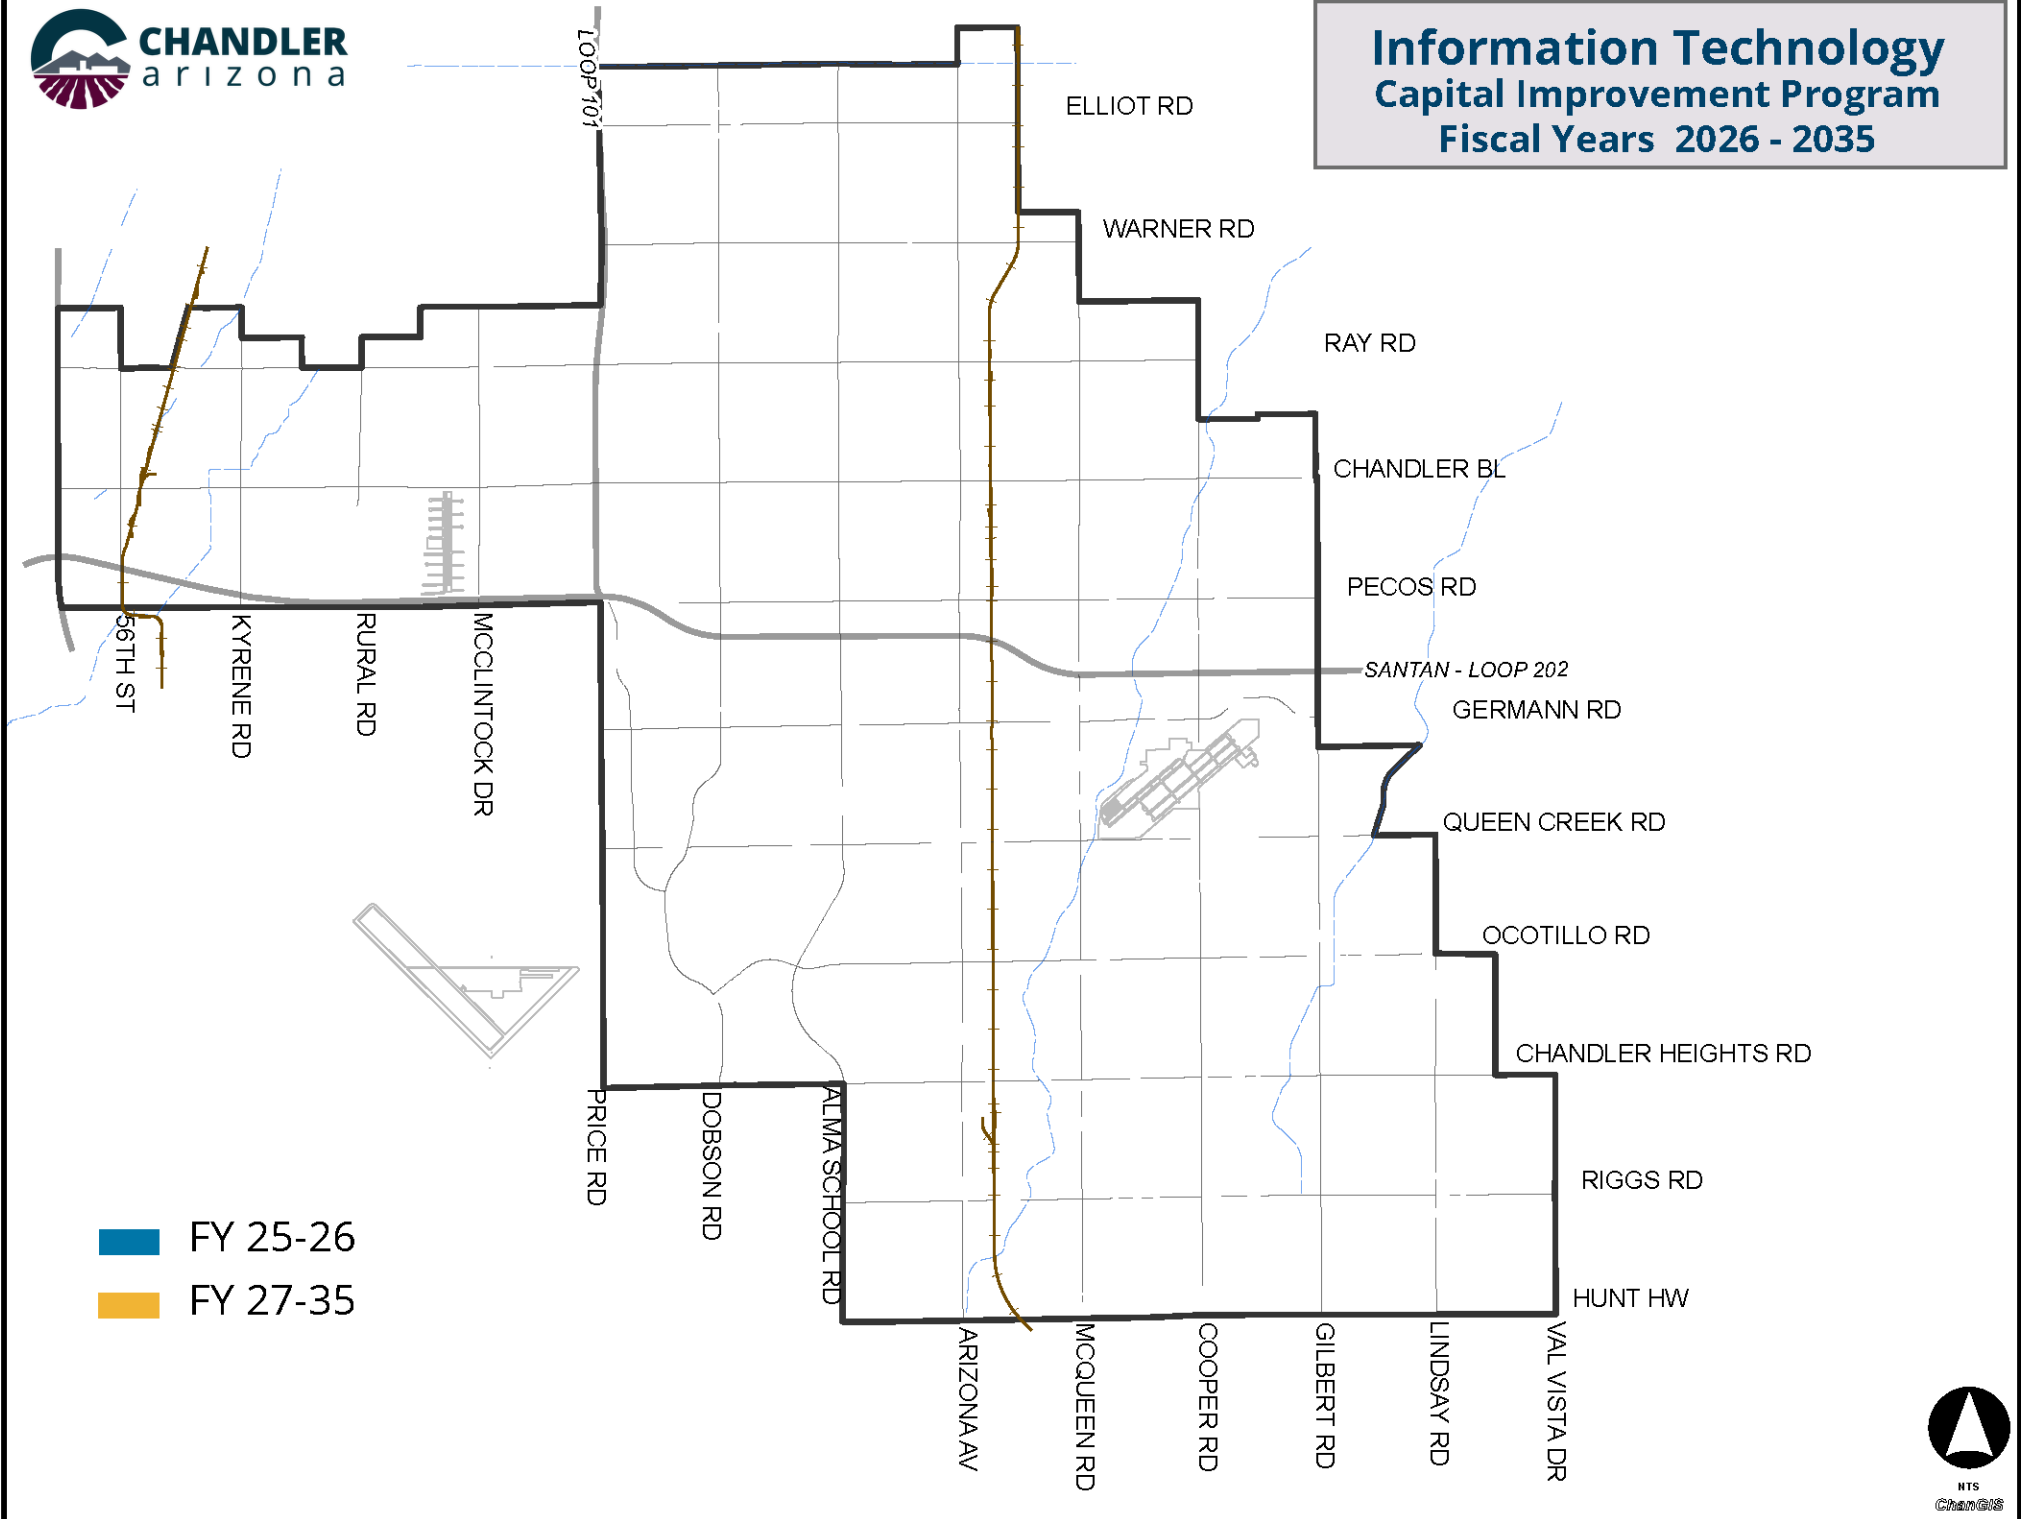 CHANDLER
arizona
Information Technology
Capital Improvement Program
Fiscal Years 2026 - 2035
LOOP 101
ELLIOT RD
WARNER RD
RAY RD
CHANDLER BL
PECOS RD
SANTAN - LOOP 202
GERMANN RD
QUEEN CREEK RD
OCOTILLO RD
CHANDLER HEIGHTS RD
RIGGS RD
HUNT HW
56TH ST
KYRENE RD
RURAL RD
MCCLINTOCK DR
PRICE RD
DOBSON RD
ALMA SCHOOL RD
ARIZONA AV
MCQUEEN RD
COOPER RD
GILBERT RD
LINDSAY RD
VAL VISTA DR
FY 25-26
FY 27-35
NTS
ChanGIS